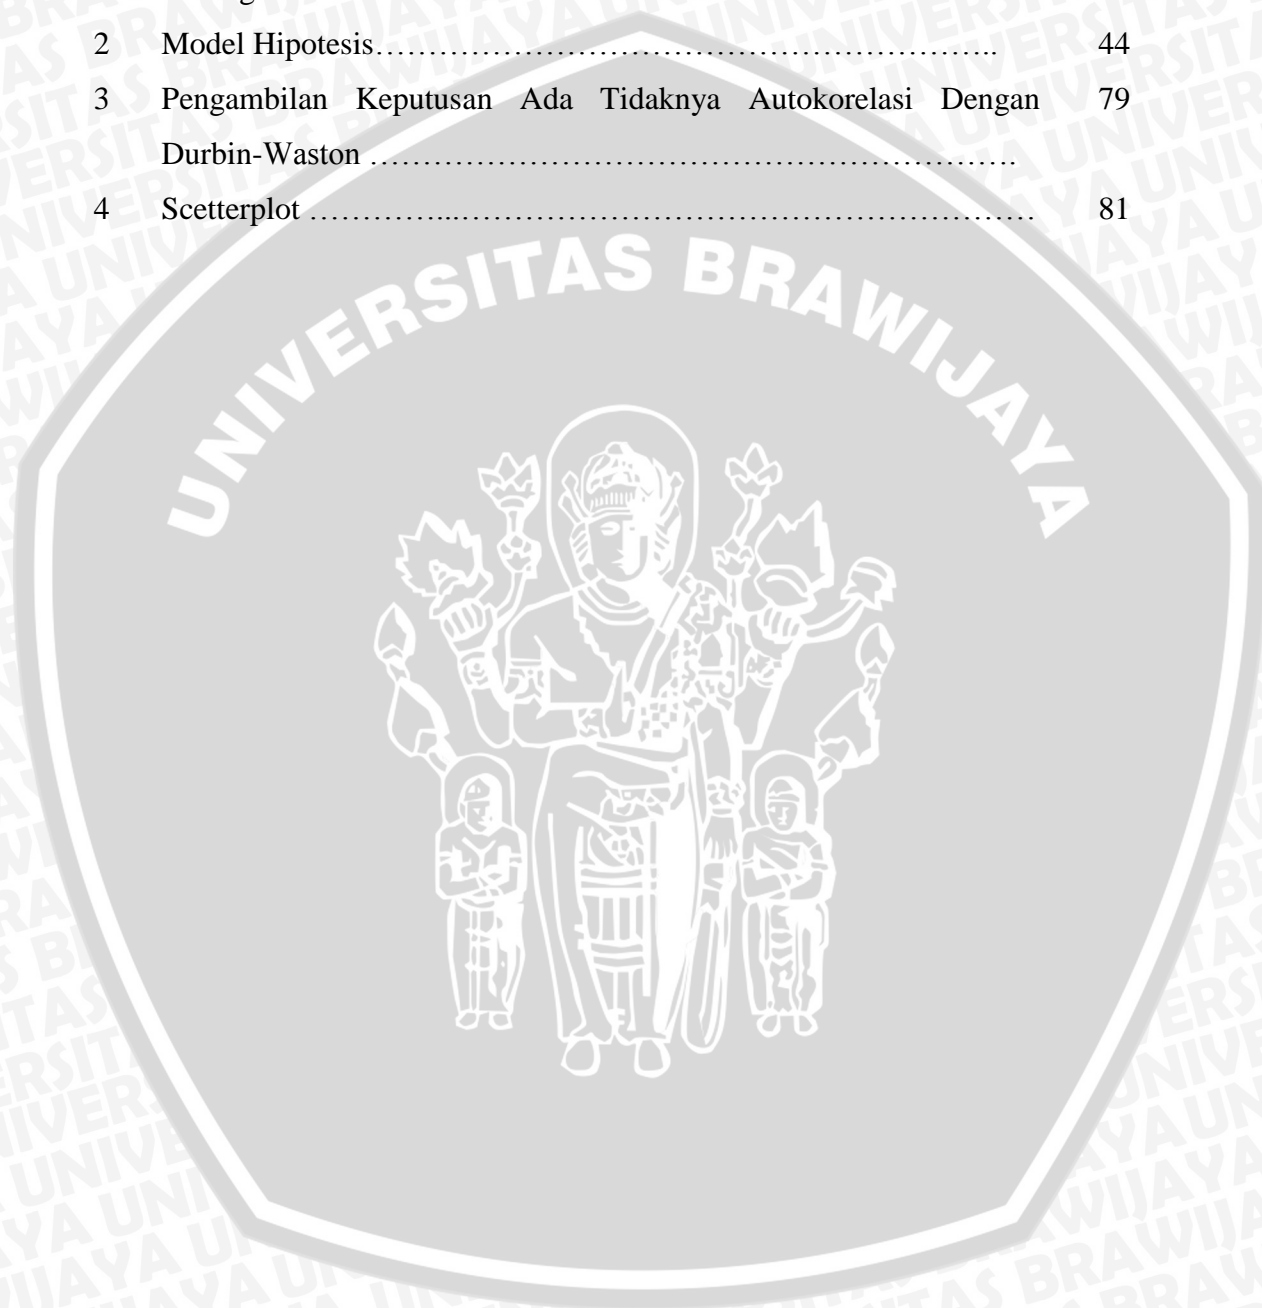 2 Model Hipotesis…………………………………………………….. 44
3 Pengambilan Keputusan Ada Tidaknya Autokorelasi Dengan 79
Durbin-Waston …………………………………………………….
4 Scetterplot …………...……………………………………………… 81
UNIVERSITAS BRAWIJAYA